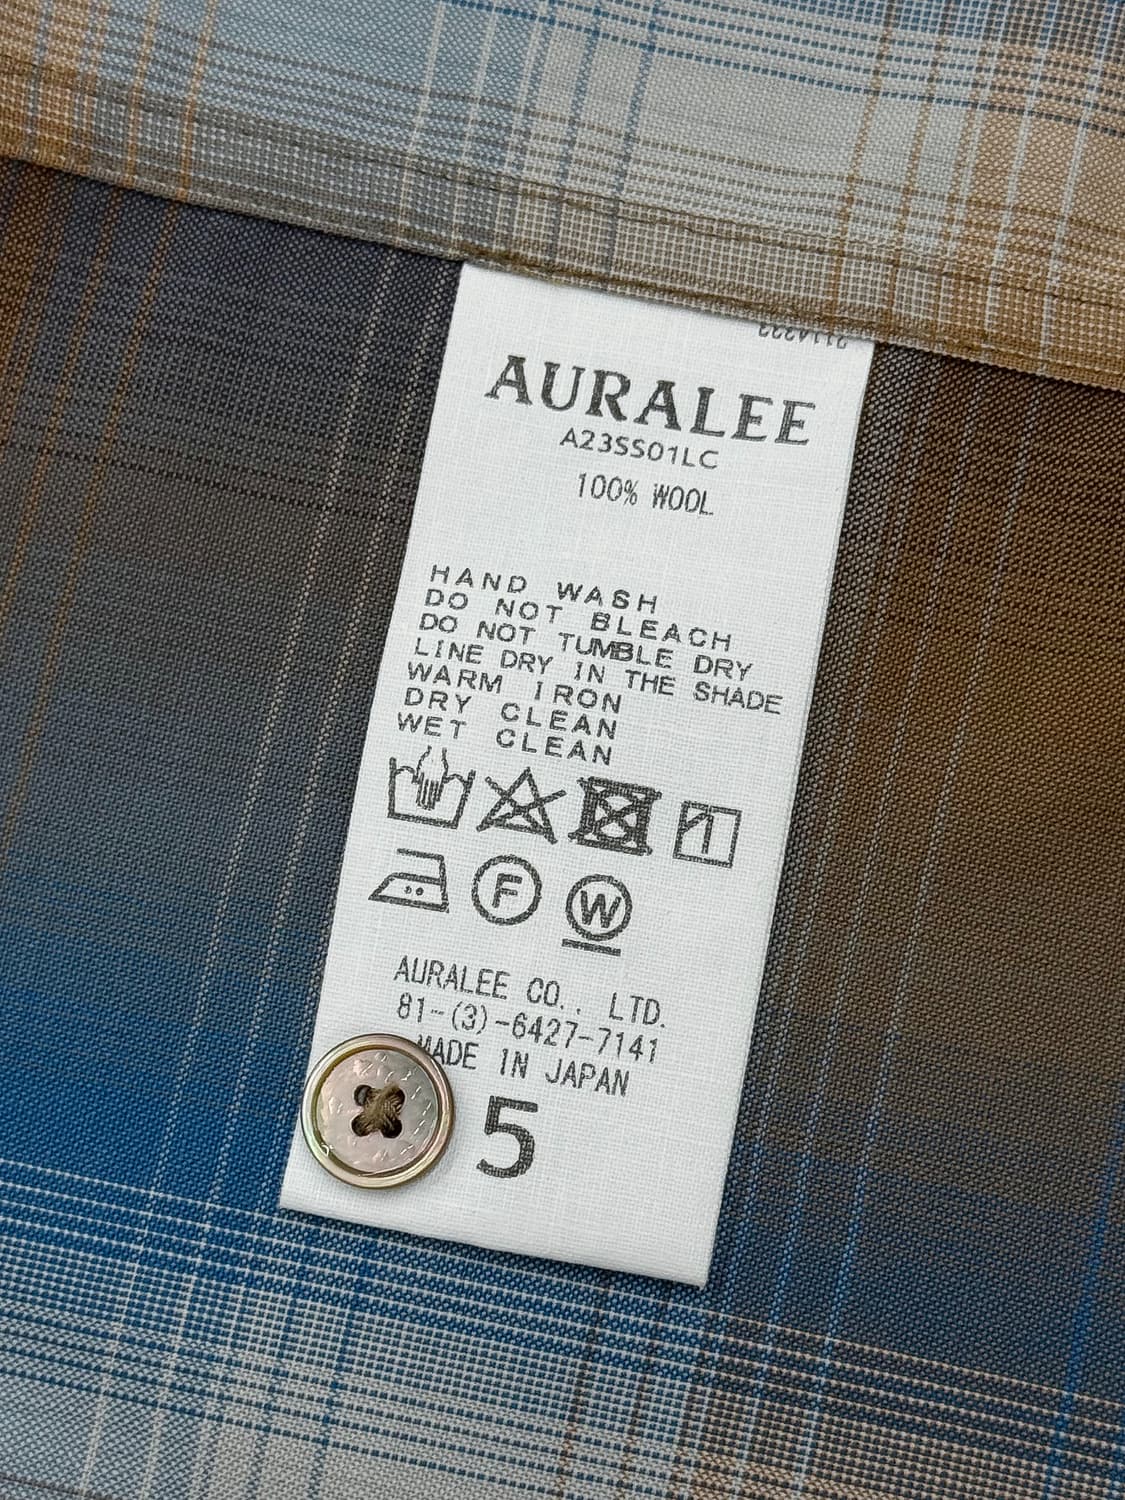 AURALEE
A23SS01LC
100% WOOL
HAND WASH
DO NOT BLEACH
DO NOT TUMBLE DRY
LINE DRY IN THE SHADE
WARM IRON
DRY CLEAN
WET CLEAN
F W
AURALEE CO., LTD.
81-(3)-6427-7141
MADE IN JAPAN
5